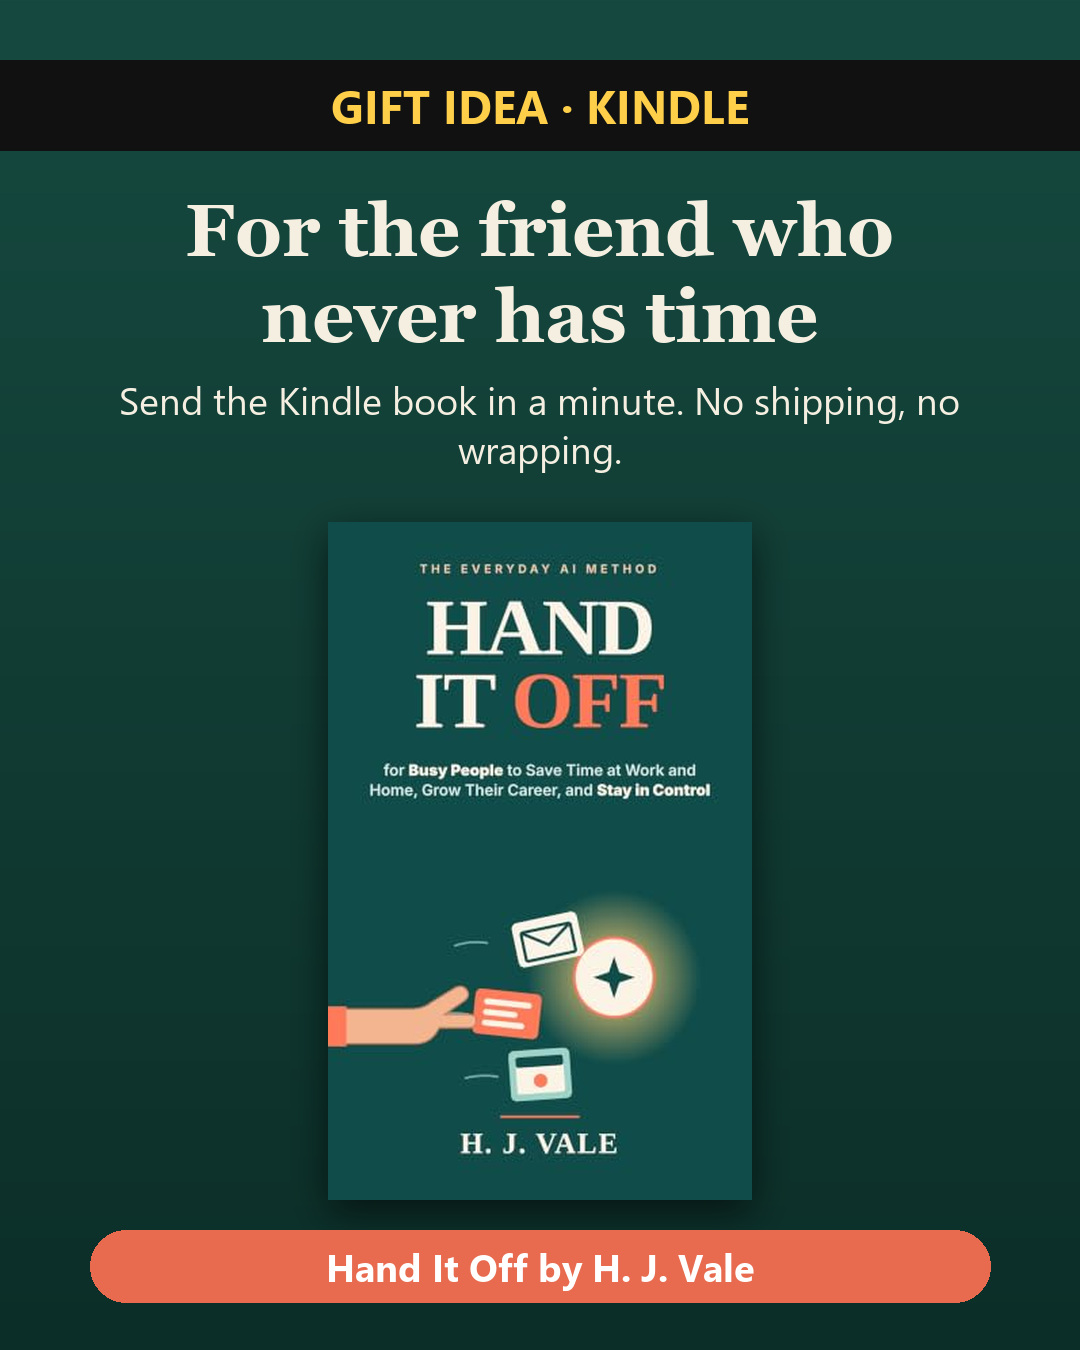 GIFT IDEA · KINDLE
For the friend who
never has time
Send the Kindle book in a minute. No shipping, no
wrapping.
THE EVERYDAY AI METHOD
HAND
IT OFF
for Busy People to Save Time at Work and
Home, Grow Their Career, and Stay in Control
H. J. VALE
Hand It Off by H. J. Vale